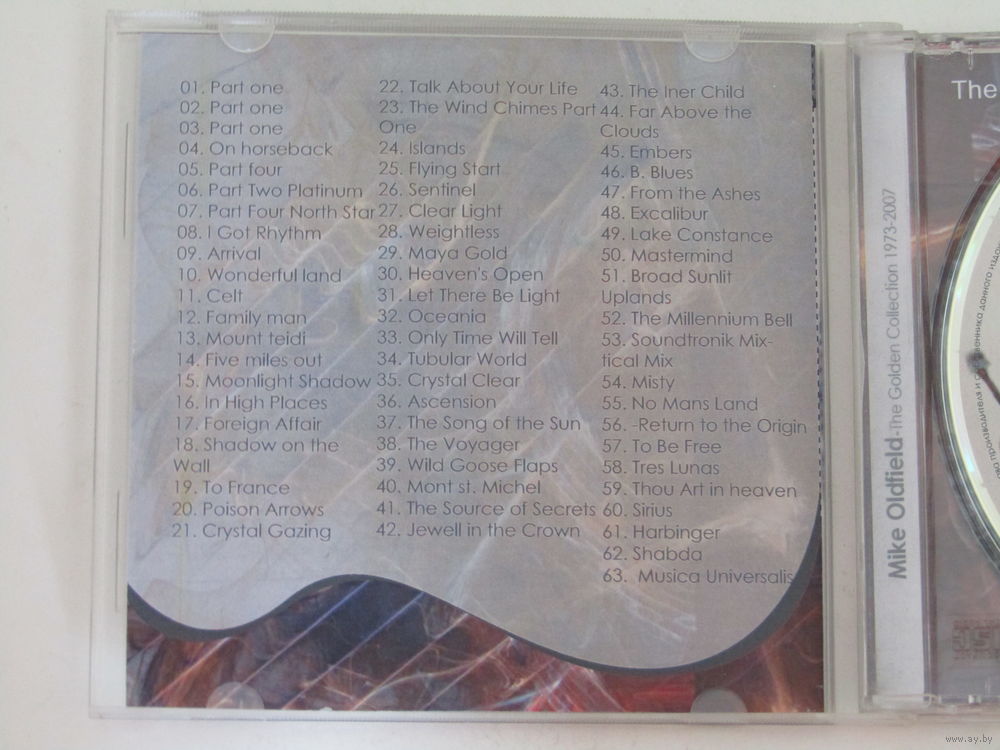 01. Part one
02. Part one
03. Part one
04. On horseback
05. Part four
06. Part Two Platinum
07. Part Four North Star
08. I Got Rhythm
09. Arrival
10. Wonderful land
11. Celt
12. Family man
13. Mount teidi
14. Five miles out
15. Moonlight Shadow
16. In High Places
17. Foreign Affair
18. Shadow on the
Wall
19. To France
20. Poison Arrows
21. Crystal Gazing
22. Talk About Your Life
23. The Wind Chimes Part
One
24. Islands
25. Flying Start
26. Sentinel
27. Clear Light
28. Weightless
29. Maya Gold
30. Heaven's Open
31. Let There Be Light
32. Oceania
33. Only Time Will Tell
34. Tubular World
35. Crystal Clear
36. Ascension
37. The Song of the Sun
38. The Voyager
39. Wild Goose Flaps
40. Mont st. Michel
41. The Source of Secrets
42. Jewell in the Crown
43. The Iner Child
44. Far Above the
Clouds
45. Embers
46. B. Blues
47. From the Ashes
48. Excalibur
49. Lake Constance
50. Mastermind
51. Broad Sunlit
Uplands
52. The Millennium Bell
53. Soundtronik Mix-
tical Mix
54. Misty
55. No Mans Land
56. -Return to the Origin
57. To Be Free
58. Tres Lunas
59. Thou Art in heaven
60. Sirius
61. Harbinger
62. Shabda
63. Musica Universalis
Mike Oldfield-The Golden Collection 1973-2007
The
производителя и
данного
www.ay.by